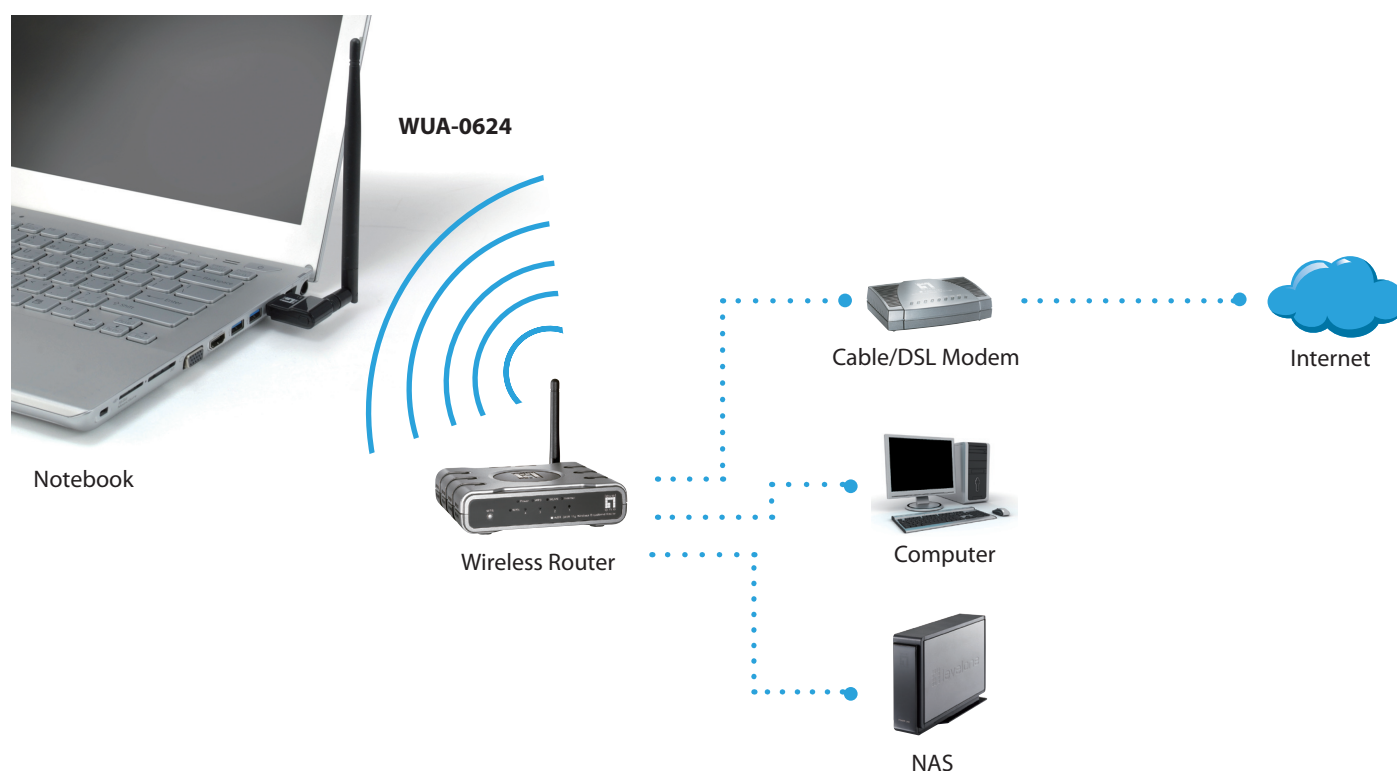 WUA-0624
Notebook
Wireless Router
Cable/DSL Modem
Internet
Computer
NAS